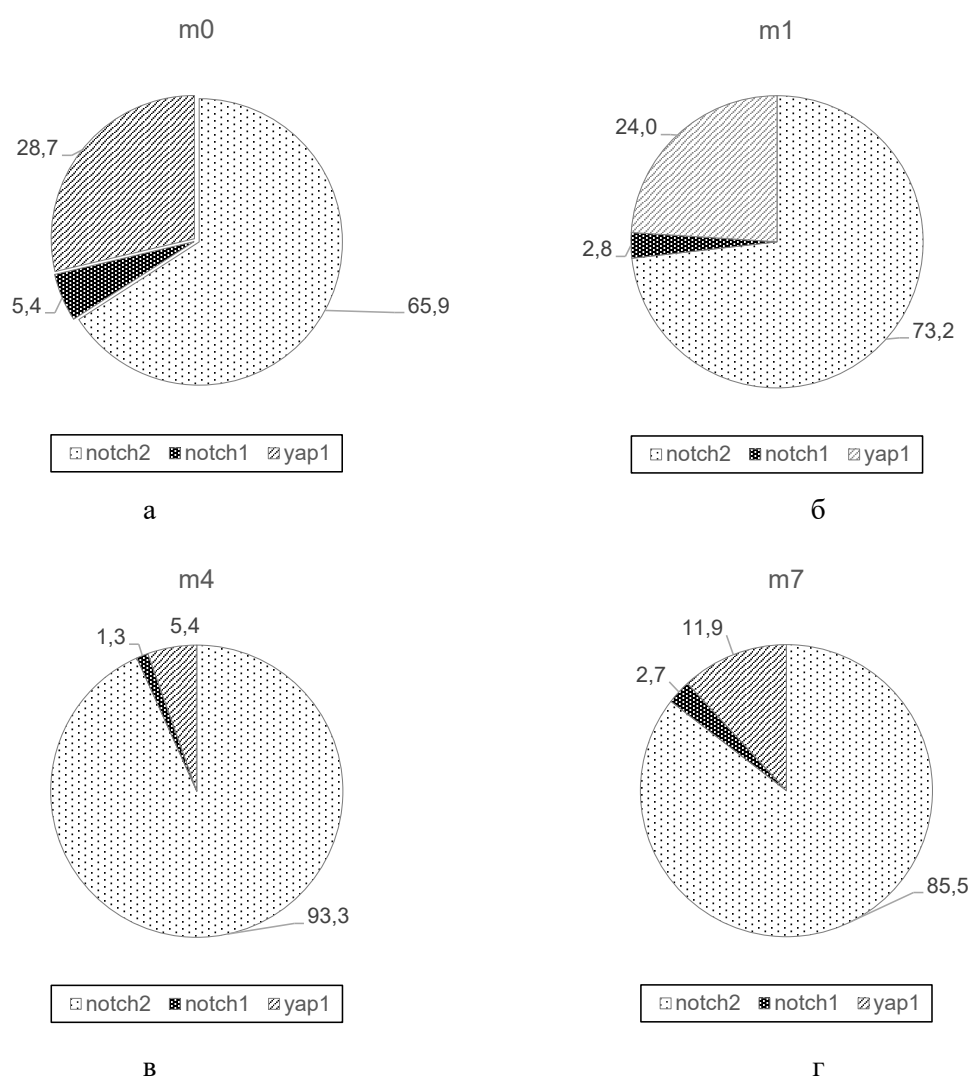 m0
28,7
5,4
65,9
notch2 notch1 yap1
а
m1
24,0
2,8
73,2
notch2 notch1 yap1
б
m4
1,3
5,4
93,3
notch2 notch1 yap1
в
m7
11,9
2,7
85,5
notch2 notch1 yap1
г